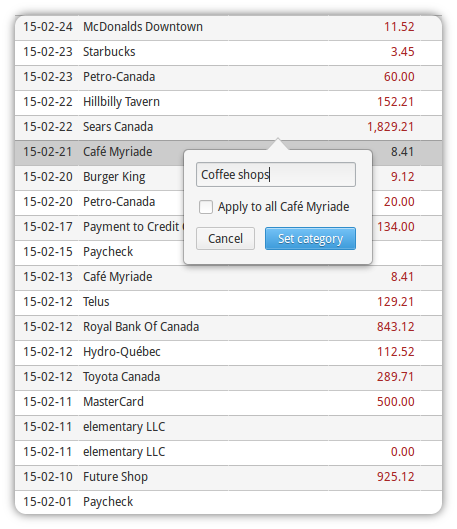 15-02-24 McDonalds Downtown 11.52
15-02-23 Starbucks 3.45
15-02-23 Petro-Canada 60.00
15-02-22 Hillbilly Tavern 152.21
15-02-22 Sears Canada 1,829.21
15-02-21 Café Myriade 8.41
Coffee shops
15-02-20 Burger King 9.12
15-02-20 Petro-Canada 20.00
Apply to all Café Myriade
15-02-17 Payment to Credit 134.00
Cancel Set category
15-02-15 Paycheck
15-02-13 Café Myriade 8.41
15-02-12 Telus 129.21
15-02-12 Royal Bank Of Canada 843.12
15-02-12 Hydro-Québec 112.52
15-02-12 Toyota Canada 289.71
15-02-11 MasterCard 500.00
15-02-11 elementary LLC
15-02-11 elementary LLC 0.00
15-02-10 Future Shop 925.12
15-02-01 Paycheck